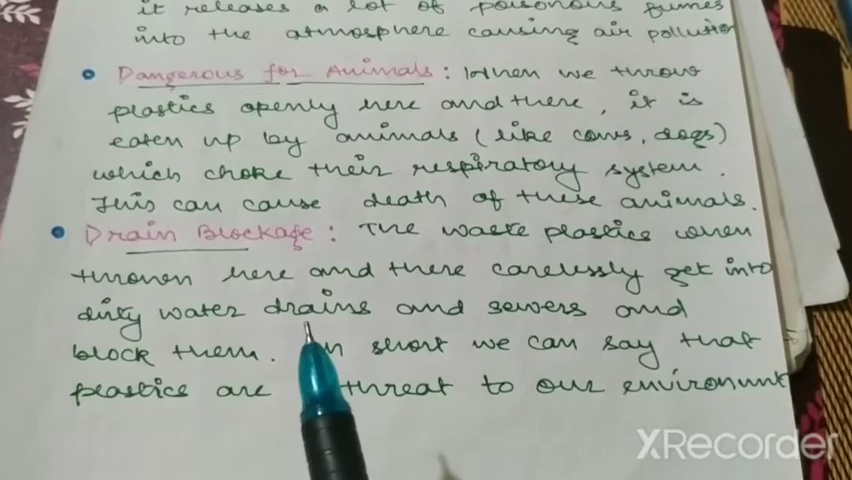 it releases a lot of poisonous fumes
into the atmosphere causing air pollution
• Dangerous for Animals : When we throw
plastics openly here and there, it is
eaten up by animals (like cows, dogs)
which choke their respiratory system.
This can cause death of these animals.
• Drain Blockage : The waste plastics when
thrown here and there carelessly get into
dirty water drains and sewers and
block them. In short we can say that
plastics are threat to our environment
XRecorder